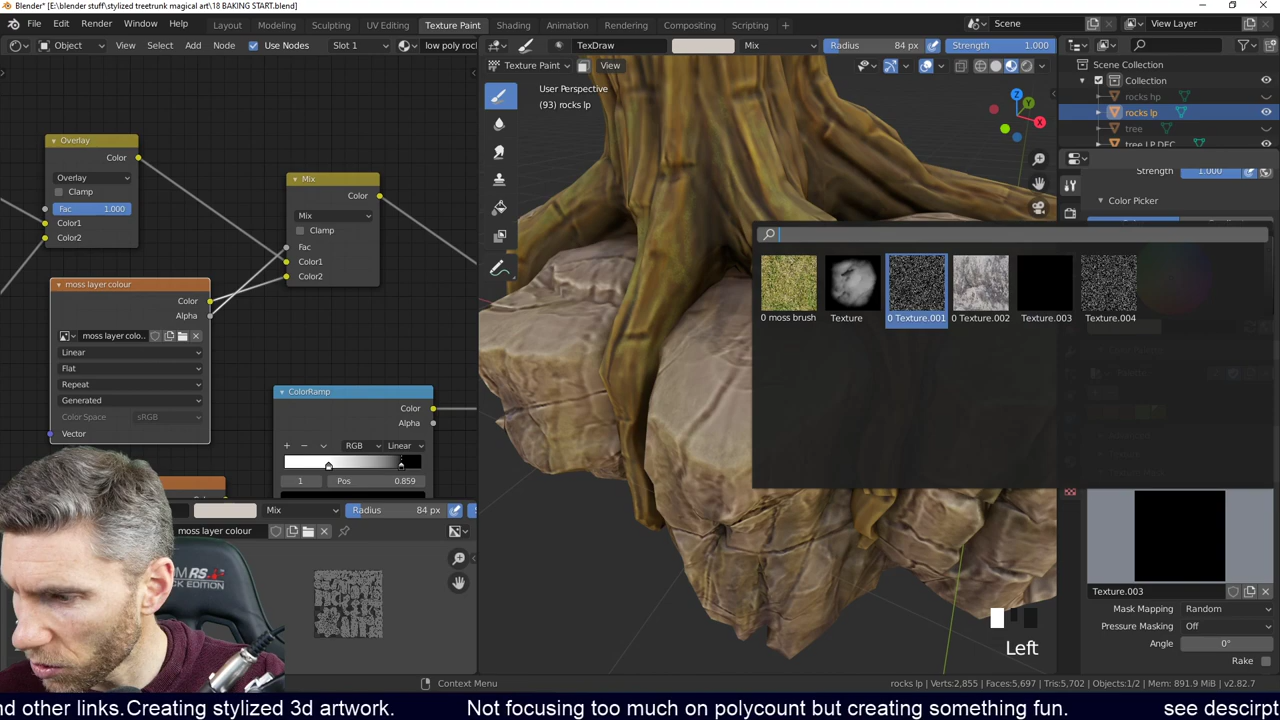 Blender* [E:\blender stuff\stylized treetrunk magical art\18 BAKING START.blend]
File Edit Render Window Help Layout Modeling Sculpting UV Editing Texture Paint Shading Animation Rendering Compositing Scripting Scene View Layer
Object View Select Add Node Use Nodes Slot 1 low poly rock
TexDraw Mix Radius 84 px Strength 1.000
Texture Paint View
User Perspective
(93) rocks lp
Scene Collection
Collection
rocks hp
rocks lp
tree
tree LP DEC
Strength 1.000
Color Picker
Overlay
Color
Overlay
Clamp
Fac 1.000
Color1
Color2
Mix
Color
Mix
Clamp
Fac
Color1
Color2
moss layer colour
Color
Alpha
moss layer colo..
Linear
Flat
Repeat
Generated
Color Space sRGB
Vector
ColorRamp
Color
Alpha
RGB Linear
1 Pos 0.859
0 moss brush Texture 0 Texture.001 0 Texture.002 Texture.003 Texture.004
Mix Radius 84 px
moss layer colour
Texture.003
Mask Mapping Random
Pressure Masking Off
Angle 0°
Rake
Left
Context Menu
rocks lp | Verts:2,855 | Faces:5,697 | Tris:5,702 | Objects:1/2 | Mem: 891.9 MiB | v2.82.7
nd other links.Creating stylized 3d artwork. Not focusing too much on polycount but creating something fun. see descript